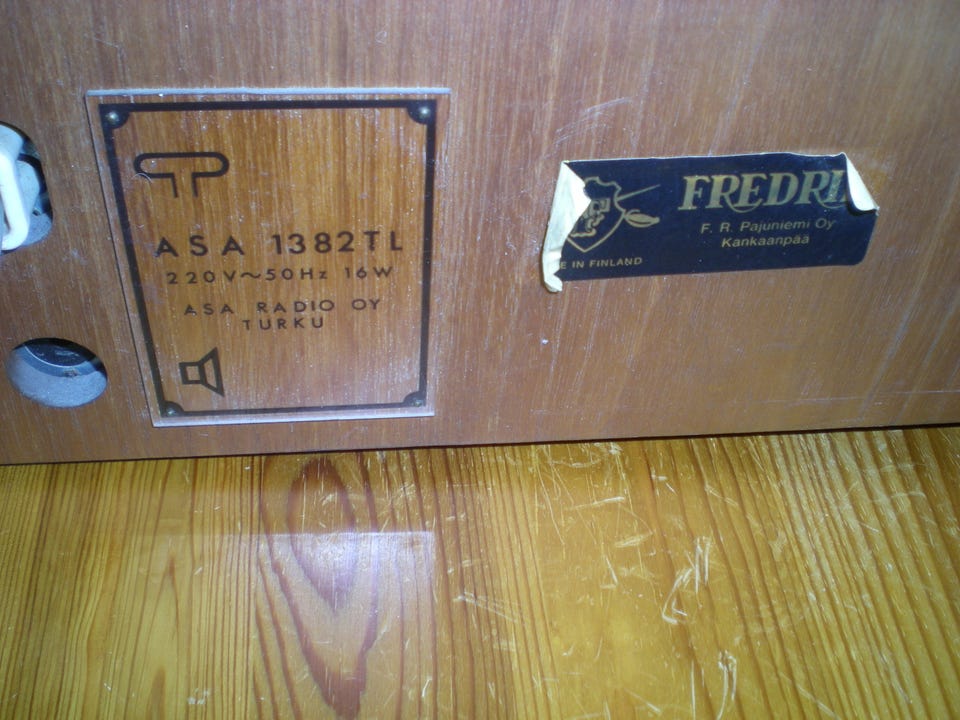 ASA 1382TL
220V~50Hz 16W
ASA RADIO OY
TURKU
FREDRI
F. R. Pajuniemi Oy
Kankaanpää
E IN FINLAND